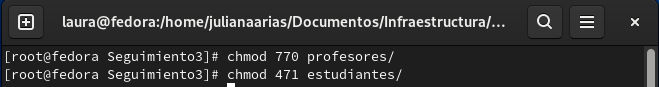 laura@fedora:/home/julianaarias/Documentos/Infraestructura/...
[root@fedora Seguimiento3]# chmod 770 profesores/
[root@fedora Seguimiento3]# chmod 471 estudiantes/